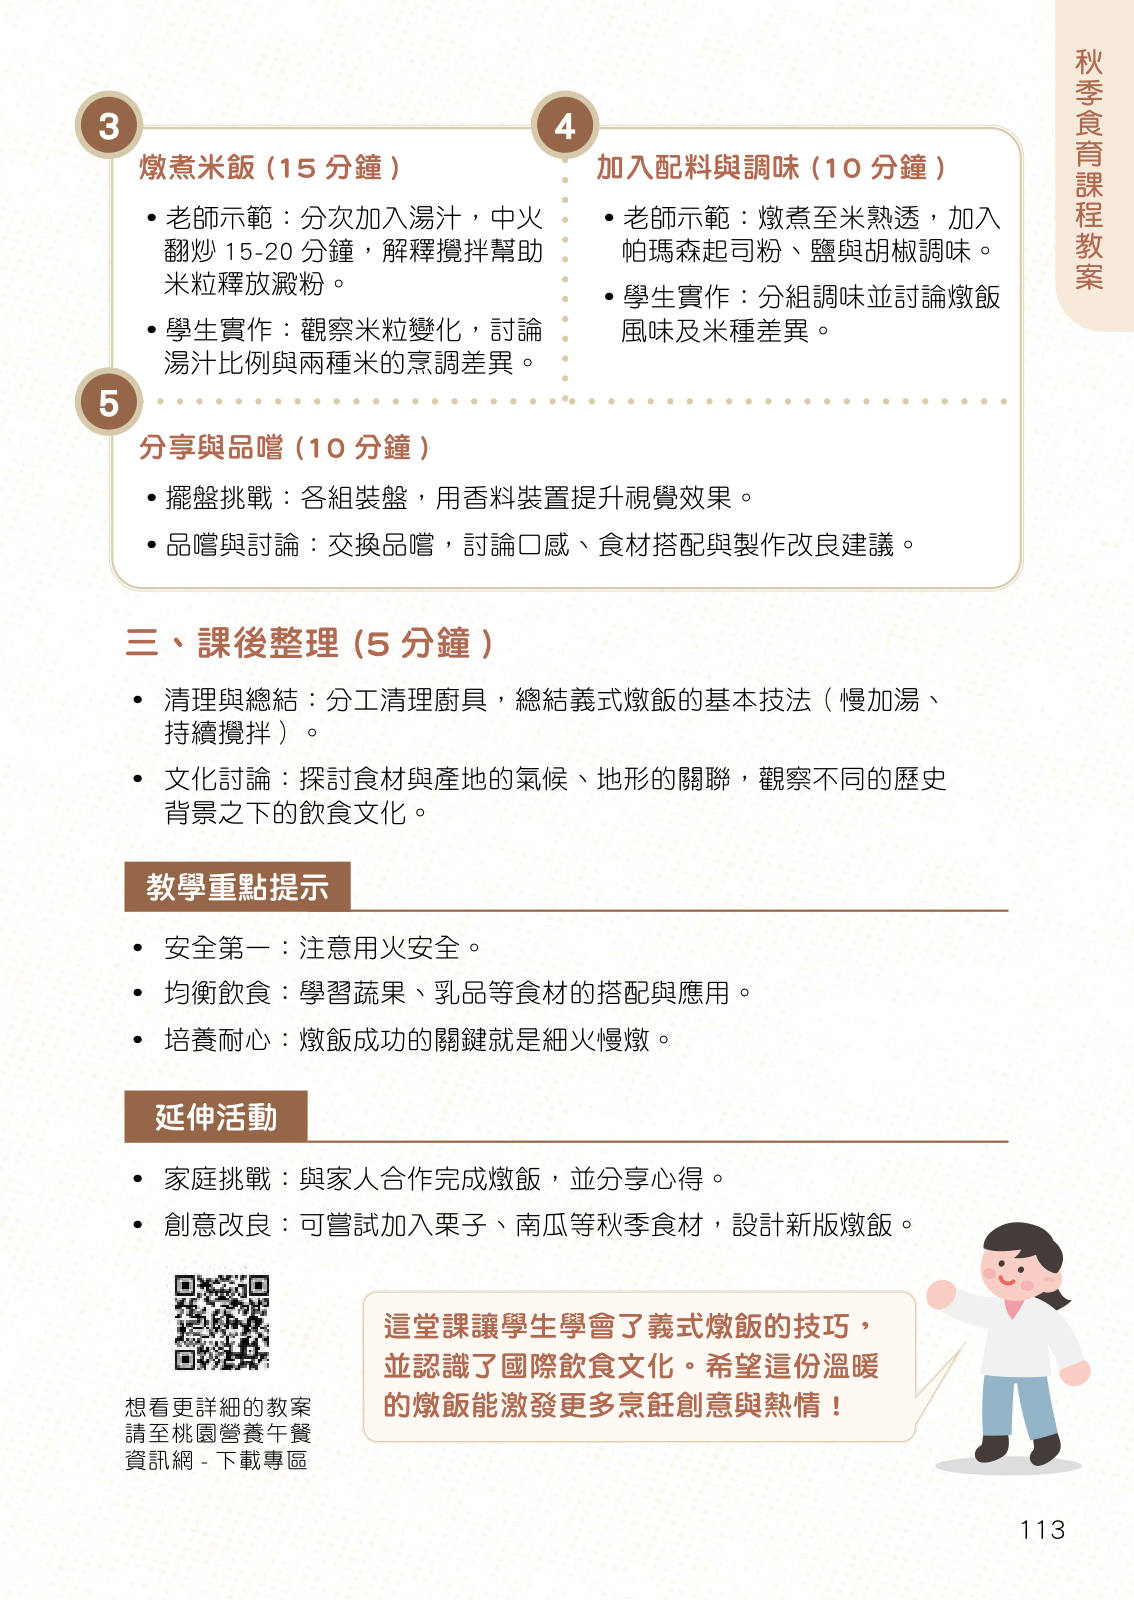 秋季食育課程教案
3
燉煮米飯 (15 分鐘 )
• 老師示範：分次加入湯汁，中火
翻炒 15-20 分鐘，解釋攪拌幫助
米粒釋放澱粉。
• 學生實作：觀察米粒變化，討論
湯汁比例與兩種米的烹調差異。
4
加入配料與調味 (10 分鐘 )
• 老師示範：燉煮至米熟透，加入
帕瑪森起司粉、鹽與胡椒調味。
• 學生實作：分組調味並討論燉飯
風味及米種差異。
5
分享與品嚐 (10 分鐘 )
• 擺盤挑戰：各組裝盤，用香料裝置提升視覺效果。
• 品嚐與討論：交換品嚐，討論口感、食材搭配與製作改良建議。
三、課後整理 (5 分鐘 )
• 清理與總結：分工清理廚具，總結義式燉飯的基本技法（慢加湯、
持續攪拌）。
• 文化討論：探討食材與產地的氣候、地形的關聯，觀察不同的歷史
背景之下的飲食文化。
教學重點提示
• 安全第一：注意用火安全。
• 均衡飲食：學習蔬果、乳品等食材的搭配與應用。
• 培養耐心：燉飯成功的關鍵就是細火慢燉。
延伸活動
• 家庭挑戰：與家人合作完成燉飯，並分享心得。
• 創意改良：可嘗試加入栗子、南瓜等秋季食材，設計新版燉飯。
想看更詳細的教案
請至桃園營養午餐
資訊網 - 下載專區
這堂課讓學生學會了義式燉飯的技巧，
並認識了國際飲食文化。希望這份溫暖
的燉飯能激發更多烹飪創意與熱情！
113